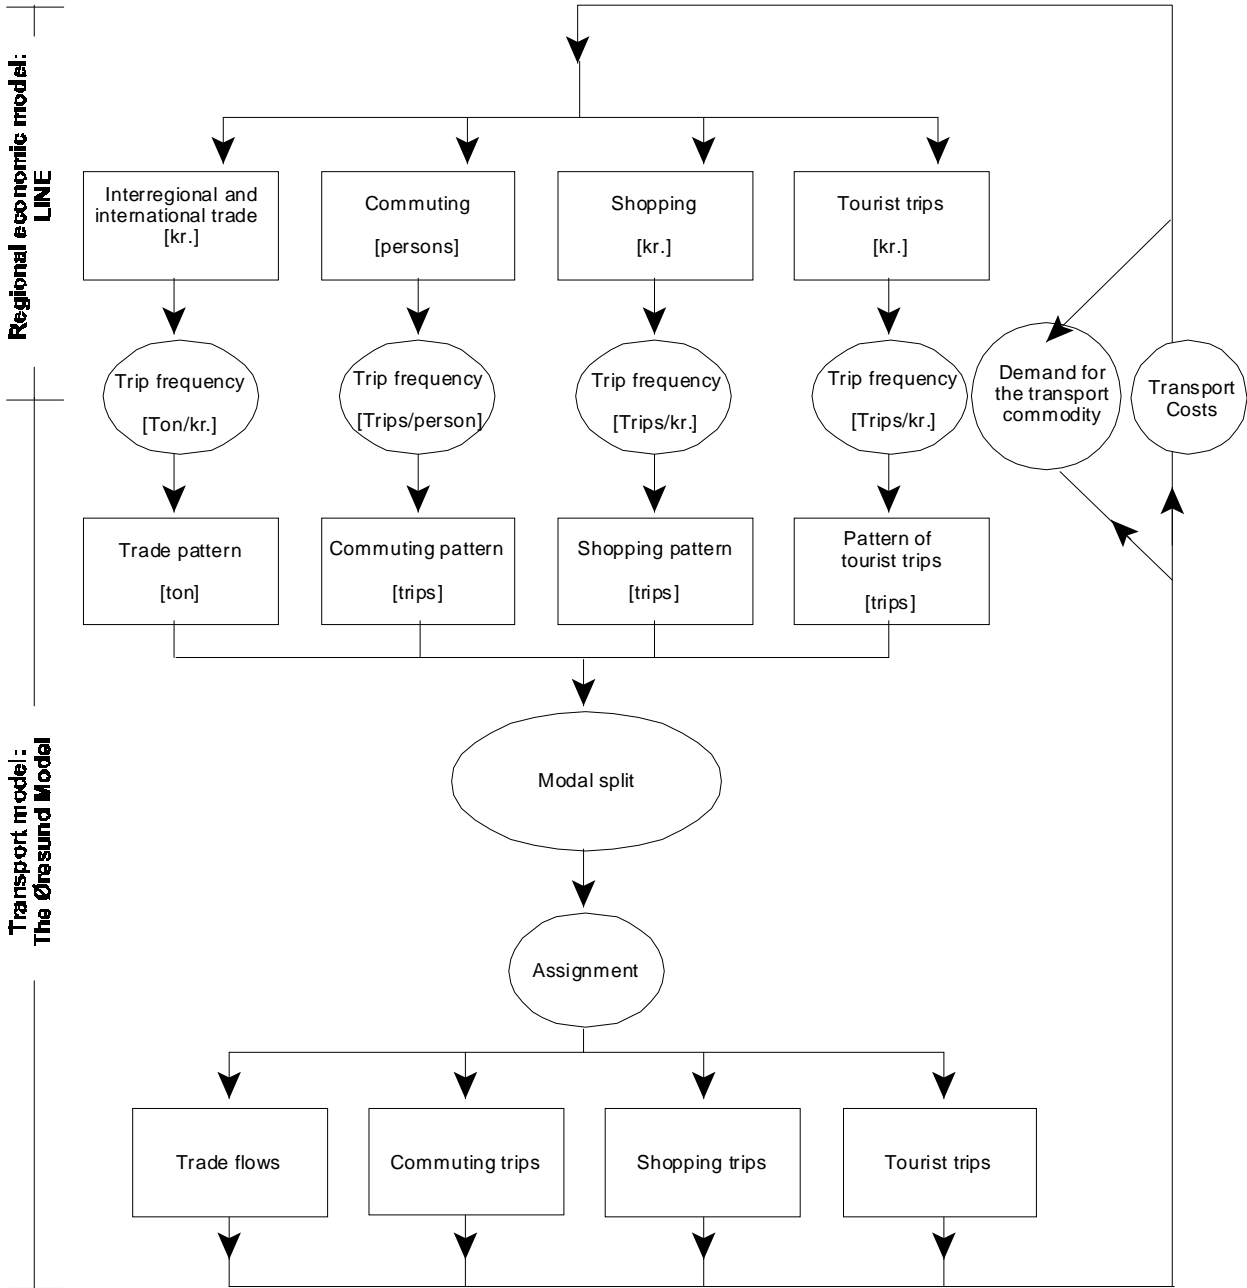 Regional economic model:
LINE
Interregional and
international trade
[kr.]
Commuting
[persons]
Shopping
[kr.]
Tourist trips
[kr.]
Trip frequency
[Ton/kr.]
Trip frequency
[Trips/person]
Trip frequency
[Trips/kr.]
Trip frequency
[Trips/kr.]
Demand for
the transport
commodity
Transport
Costs
Trade pattern
[ton]
Commuting pattern
[trips]
Shopping pattern
[trips]
Pattern of
tourist trips
[trips]
Transport model:
The Øresund Model
Modal split
Assignment
Trade flows
Commuting trips
Shopping trips
Tourist trips